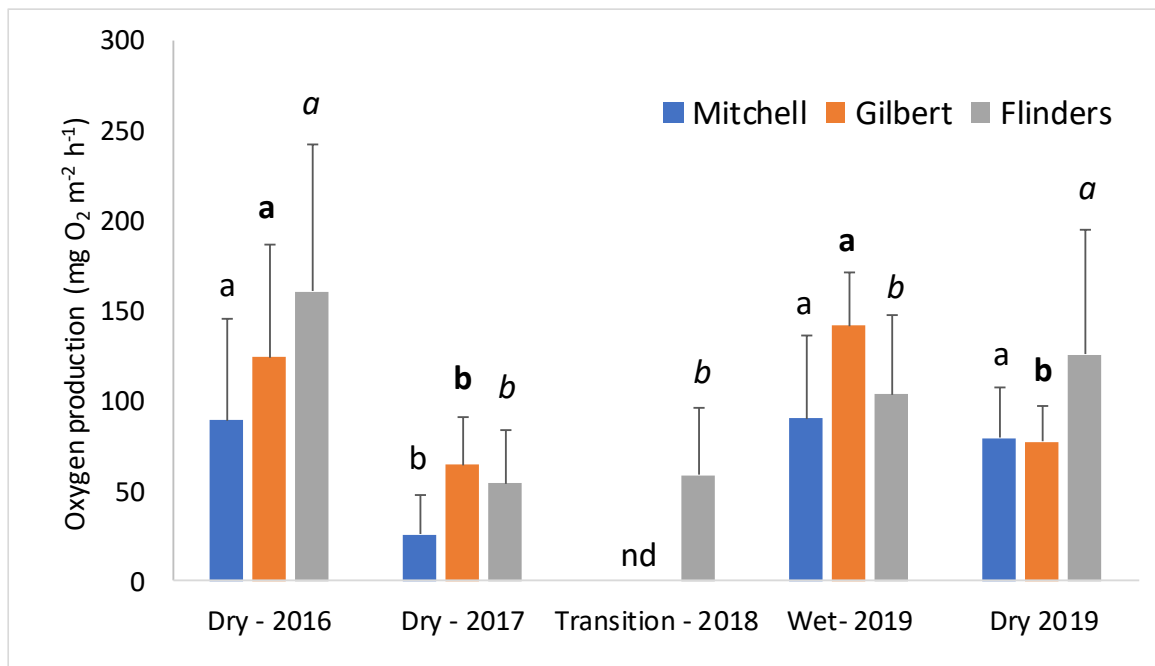 Oxygen production (mg O₂ m⁻² h⁻¹)
300
250
200
150
100
50
0
Mitchell Gilbert Flinders
a a a
b b b
nd b
a a b
a b a
Dry - 2016 Dry - 2017 Transition - 2018 Wet- 2019 Dry 2019